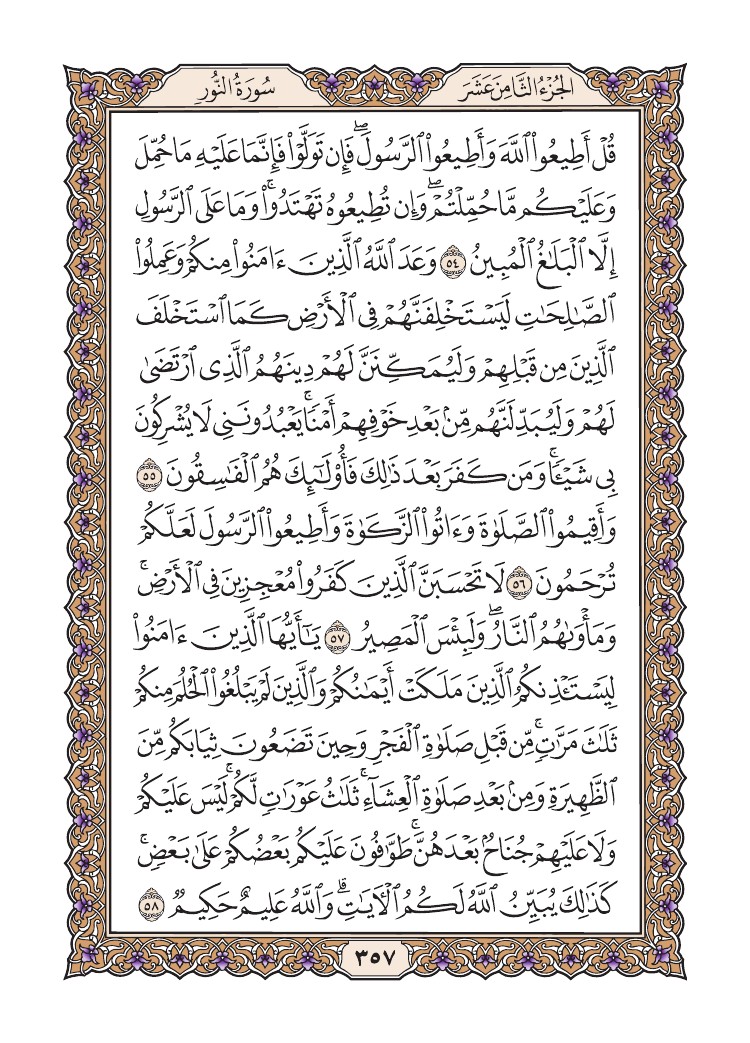 الجُزْءُ الثَّامِنَ عَشَرَ
سُورَةُ النُّور
قُلْ أَطِيعُوا۟ ٱللَّهَ وَأَطِيعُوا۟ ٱلرَّسُولَۖ فَإِن تَوَلَّوْا۟ فَإِنَّمَا عَلَيْهِ مَا حُمِّلَ
وَعَلَيْكُم مَّا حُمِّلْتُمْۖ وَإِن تُطِيعُوهُ تَهْتَدُوا۟ۚ وَمَا عَلَى ٱلرَّسُولِ
إِلَّا ٱلْبَلَٰغُ ٱلْمُبِينُ ٥٤ وَعَدَ ٱللَّهُ ٱلَّذِينَ ءَامَنُوا۟ مِنكُمْ وَعَمِلُوا۟
ٱلصَّٰلِحَٰتِ لَيَسْتَخْلِفَنَّهُمْ فِى ٱلْأَرْضِ كَمَا ٱسْتَخْلَفَ
ٱلَّذِينَ مِن قَبْلِهِمْ وَلَيُمَكِّنَنَّ لَهُمْ دِينَهُمُ ٱلَّذِى ٱرْتَضَىٰ
لَهُمْ وَلَيُبَدِّلَنَّهُم مِّنۢ بَعْدِ خَوْفِهِمْ أَمْنًاۚ يَعْبُدُونَنِى لَا يُشْرِكُونَ
بِى شَيْـًٔاۚ وَمَن كَفَرَ بَعْدَ ذَٰلِكَ فَأُو۟لَٰٓئِكَ هُمُ ٱلْفَٰسِقُونَ ٥٥
وَأَقِيمُوا۟ ٱلصَّلَوٰةَ وَءَاتُوا۟ ٱلزَّكَوٰةَ وَأَطِيعُوا۟ ٱلرَّسُولَ لَعَلَّكُمْ
تُرْحَمُونَ ٥٦ لَا تَحْسَبَنَّ ٱلَّذِينَ كَفَرُوا۟ مُعْجِزِينَ فِى ٱلْأَرْضِۚ
وَمَأْوَىٰهُمُ ٱلنَّارُۖ وَلَبِئْسَ ٱلْمَصِيرُ ٥٧ يَٰٓأَيُّهَا ٱلَّذِينَ ءَامَنُوا۟
لِيَسْتَـْٔذِنكُمُ ٱلَّذِينَ مَلَكَتْ أَيْمَٰنُكُمْ وَٱلَّذِينَ لَمْ يَبْلُغُوا۟ ٱلْحُلُمَ مِنكُمْ
ثَلَٰثَ مَرَّٰتٍۚ مِّن قَبْلِ صَلَوٰةِ ٱلْفَجْرِ وَحِينَ تَضَعُونَ ثِيَابَكُم مِّنَ
ٱلظَّهِيرَةِ وَمِنۢ بَعْدِ صَلَوٰةِ ٱلْعِشَآءِۚ ثَلَٰثُ عَوْرَٰتٍ لَّكُمْۚ لَيْسَ عَلَيْكُمْ
وَلَا عَلَيْهِمْ جُنَاحٌۢ بَعْدَهُنَّۚ طَوَّٰفُونَ عَلَيْكُم بَعْضُكُمْ عَلَىٰ بَعْضٍۚ
كَذَٰلِكَ يُبَيِّنُ ٱللَّهُ لَكُمُ ٱلْءَايَٰتِۗ وَٱللَّهُ عَلِيمٌ حَكِيمٌ ٥٨
٣٥٧